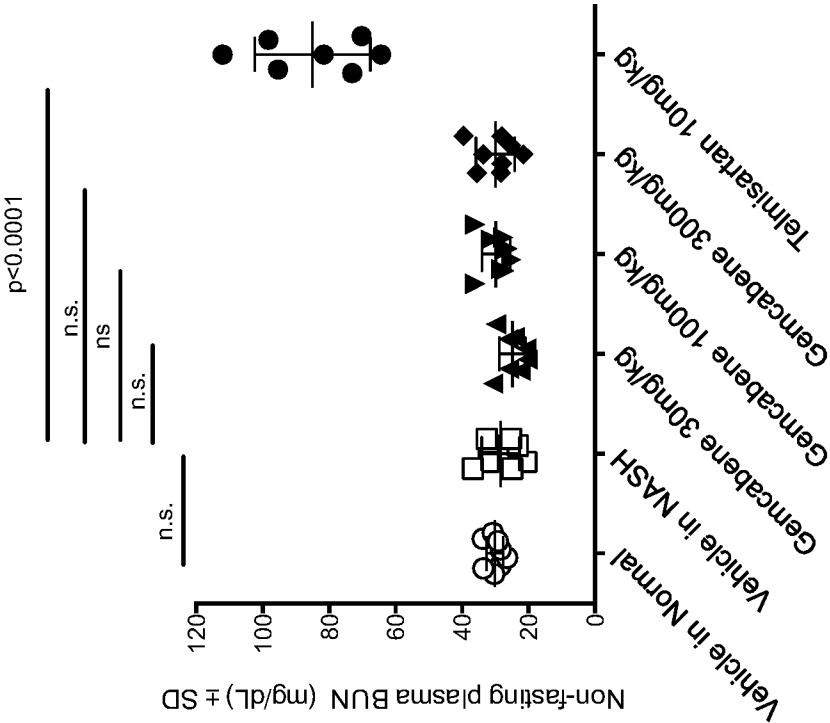 p<0.0001
n.s.
ns
n.s.
n.s.
120
100
80
60
40
20
0
Non-fasting plasma BUN (mg/dL) ± SD
Vehicle in Normal
Vehicle in NASH
Gemcabene 30mg/kg
Gemcabene 100mg/kg
Gemcabene 300mg/kg
Telmisartan 10mg/kg